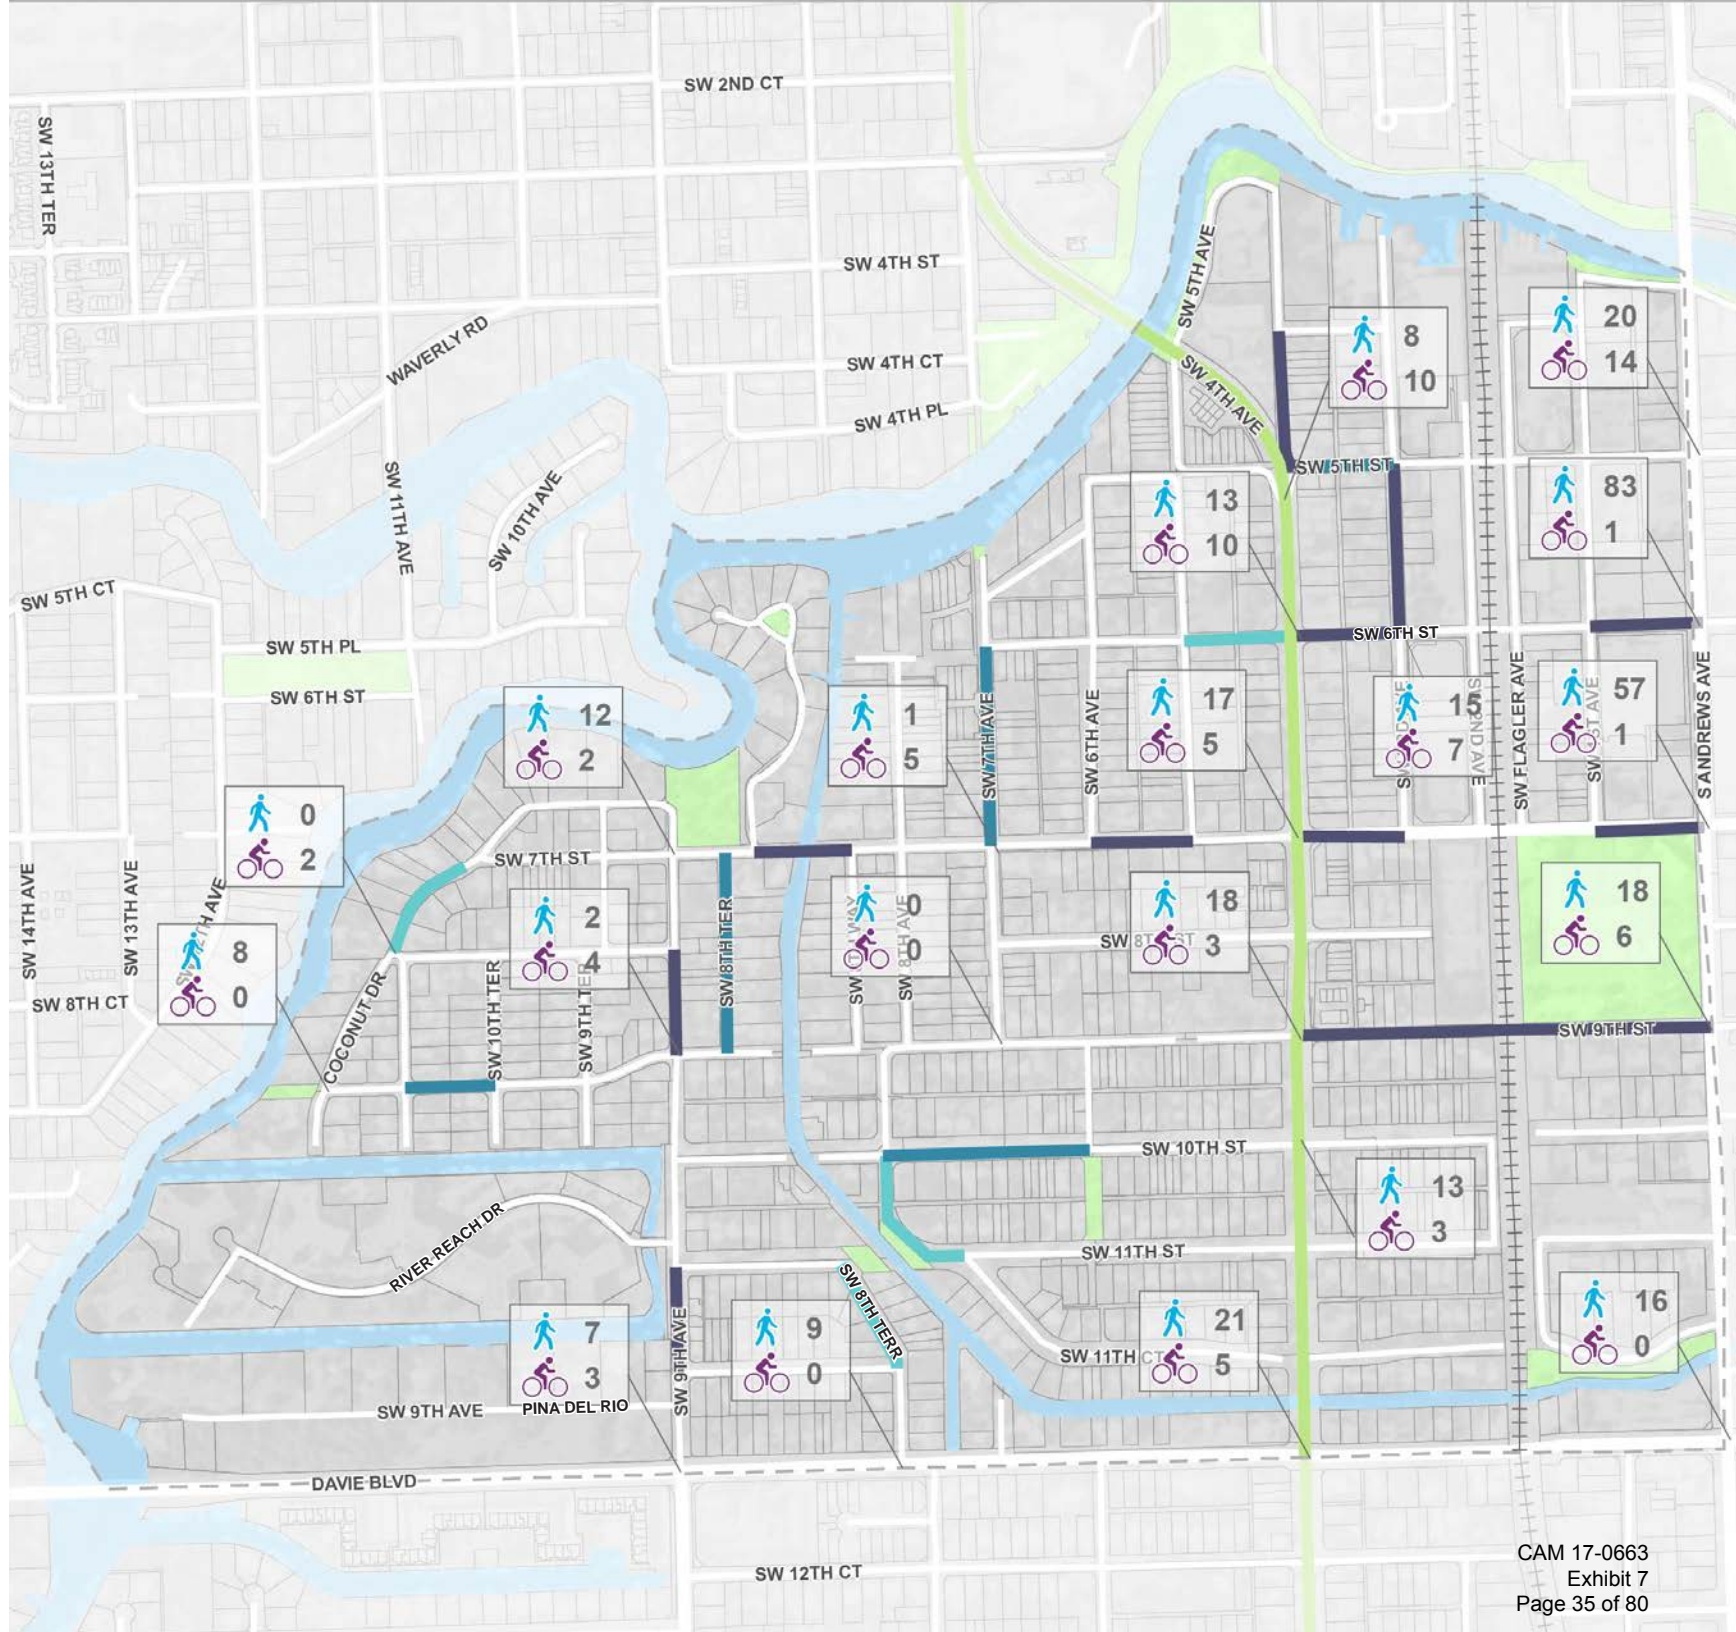 SW 2ND CT
SW 13TH TER
SW 4TH ST
SW 5TH AVE
20
14
8
10
WAVERLY RD
SW 4TH CT
SW 4TH AVE
SW 4TH PL
SW 5TH ST
SW 11TH AVE
SW 10TH AVE
13
10
83
1
SW 5TH CT
SW 5TH PL
SW 6TH ST
SW 6TH ST
12
2
1
5
SW 7TH AVE
SW 6TH AVE
17
5
15
7
SW 2ND AVE
SW FLAGLER AVE
57
1
S ANDREWS AVE
0
2
SW 7TH ST
SW 14TH AVE
SW 13TH AVE
2
4
SW 8TH TER
0
0
SW 8TH AVE
18
3
18
6
8
0
SW 8TH CT
COCONUT DR
SW 10TH TER
SW 9TH TER
SW 9TH ST
SW 10TH ST
13
3
RIVER REACH DR
SW 11TH ST
SW 8TH TERR
7
3
SW 9TH AVE
9
0
SW 11TH CT
21
5
16
0
SW 9TH AVE
PINA DEL RIO
DAVIE BLVD
SW 12TH CT
CAM 17-0663
Exhibit 7
Page 35 of 80